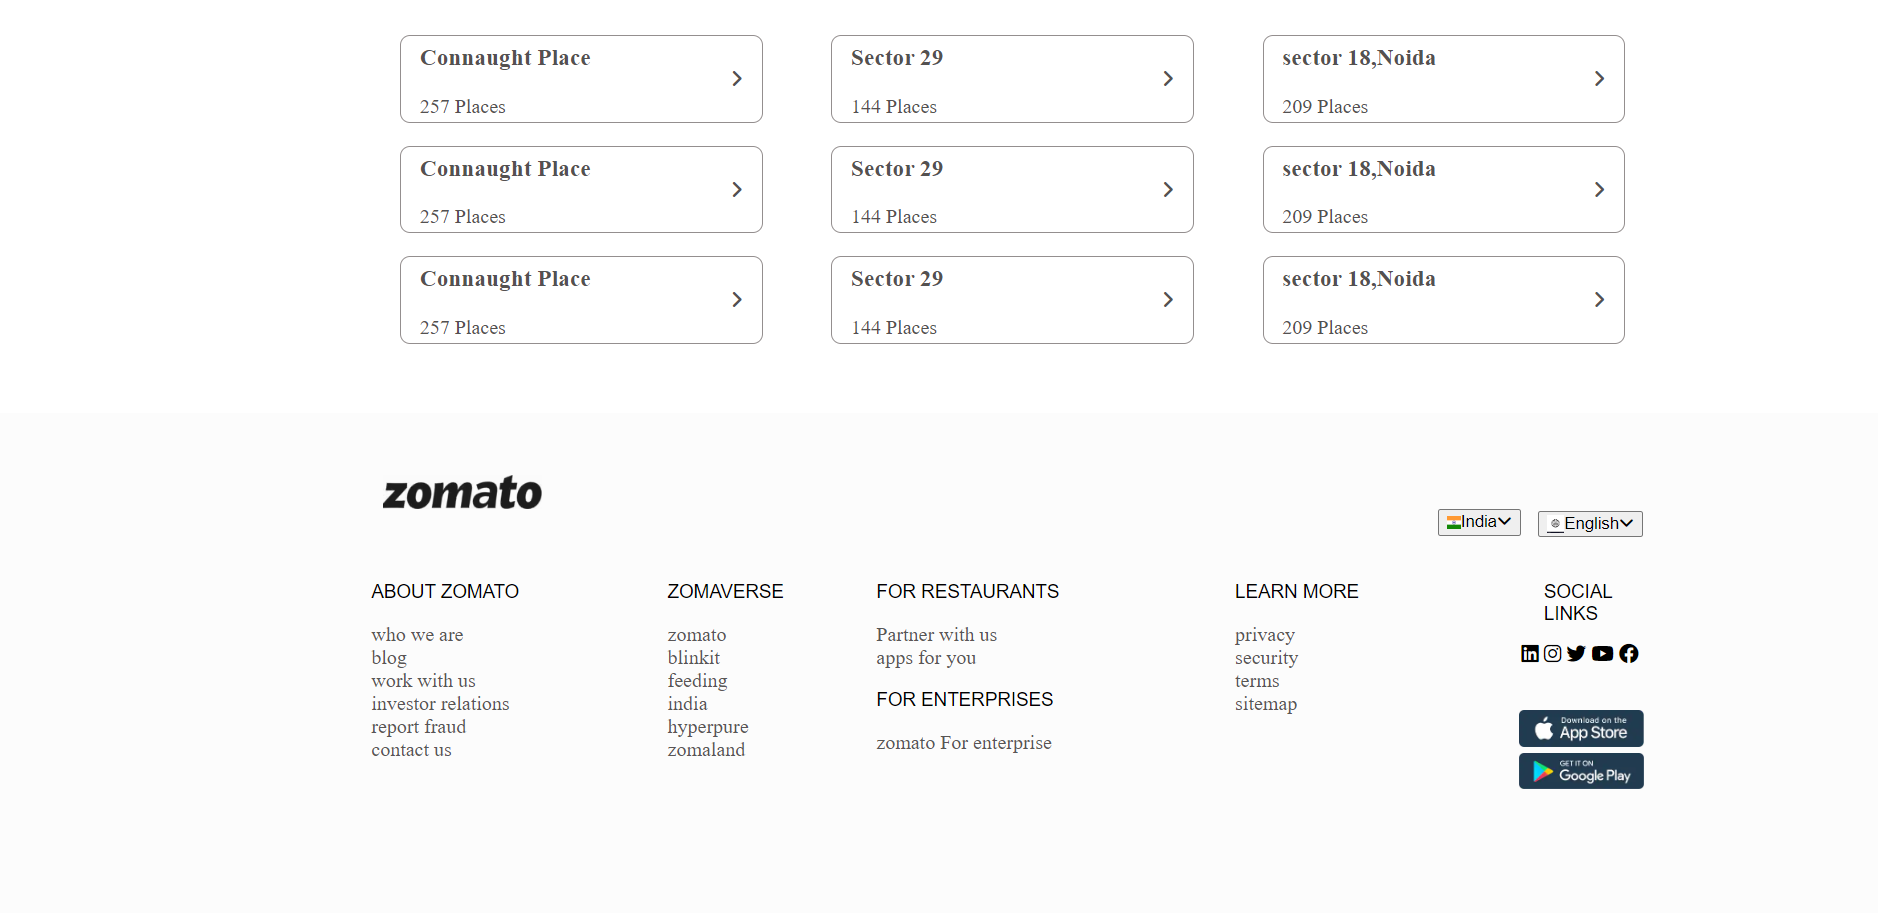 Connaught Place
257 Places
Sector 29
144 Places
sector 18,Noida
209 Places
Connaught Place
257 Places
Sector 29
144 Places
sector 18,Noida
209 Places
Connaught Place
257 Places
Sector 29
144 Places
sector 18,Noida
209 Places
zomato
India
English
ABOUT ZOMATO
who we are
blog
work with us
investor relations
report fraud
contact us
ZOMAVERSE
zomato
blinkit
feeding
india
hyperpure
zomaland
FOR RESTAURANTS
Partner with us
apps for you
FOR ENTERPRISES
zomato For enterprise
LEARN MORE
privacy
security
terms
sitemap
SOCIAL
LINKS
Download on the
App Store
GET IT ON
Google Play